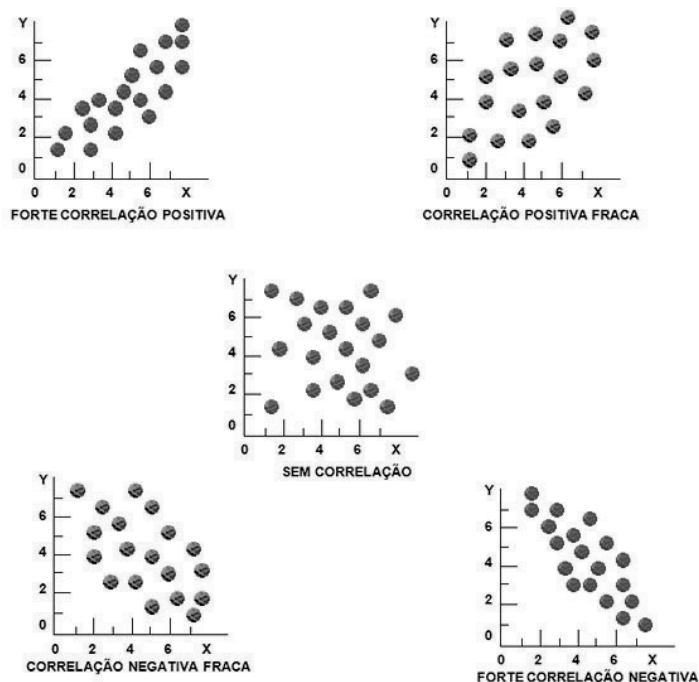 Y
6
4
2
0
0 2 4 6 X
FORTE CORRELAÇÃO POSITIVA
Y
6
4
2
0
0 2 4 6 X
CORRELAÇÃO POSITIVA FRACA
Y
6
4
2
0
0 2 4 6 X
SEM CORRELAÇÃO
Y
6
4
2
0
0 2 4 6 X
CORRELAÇÃO NEGATIVA FRACA
Y
6
4
2
0
0 2 4 6 X
FORTE CORRELAÇÃO NEGATIVA